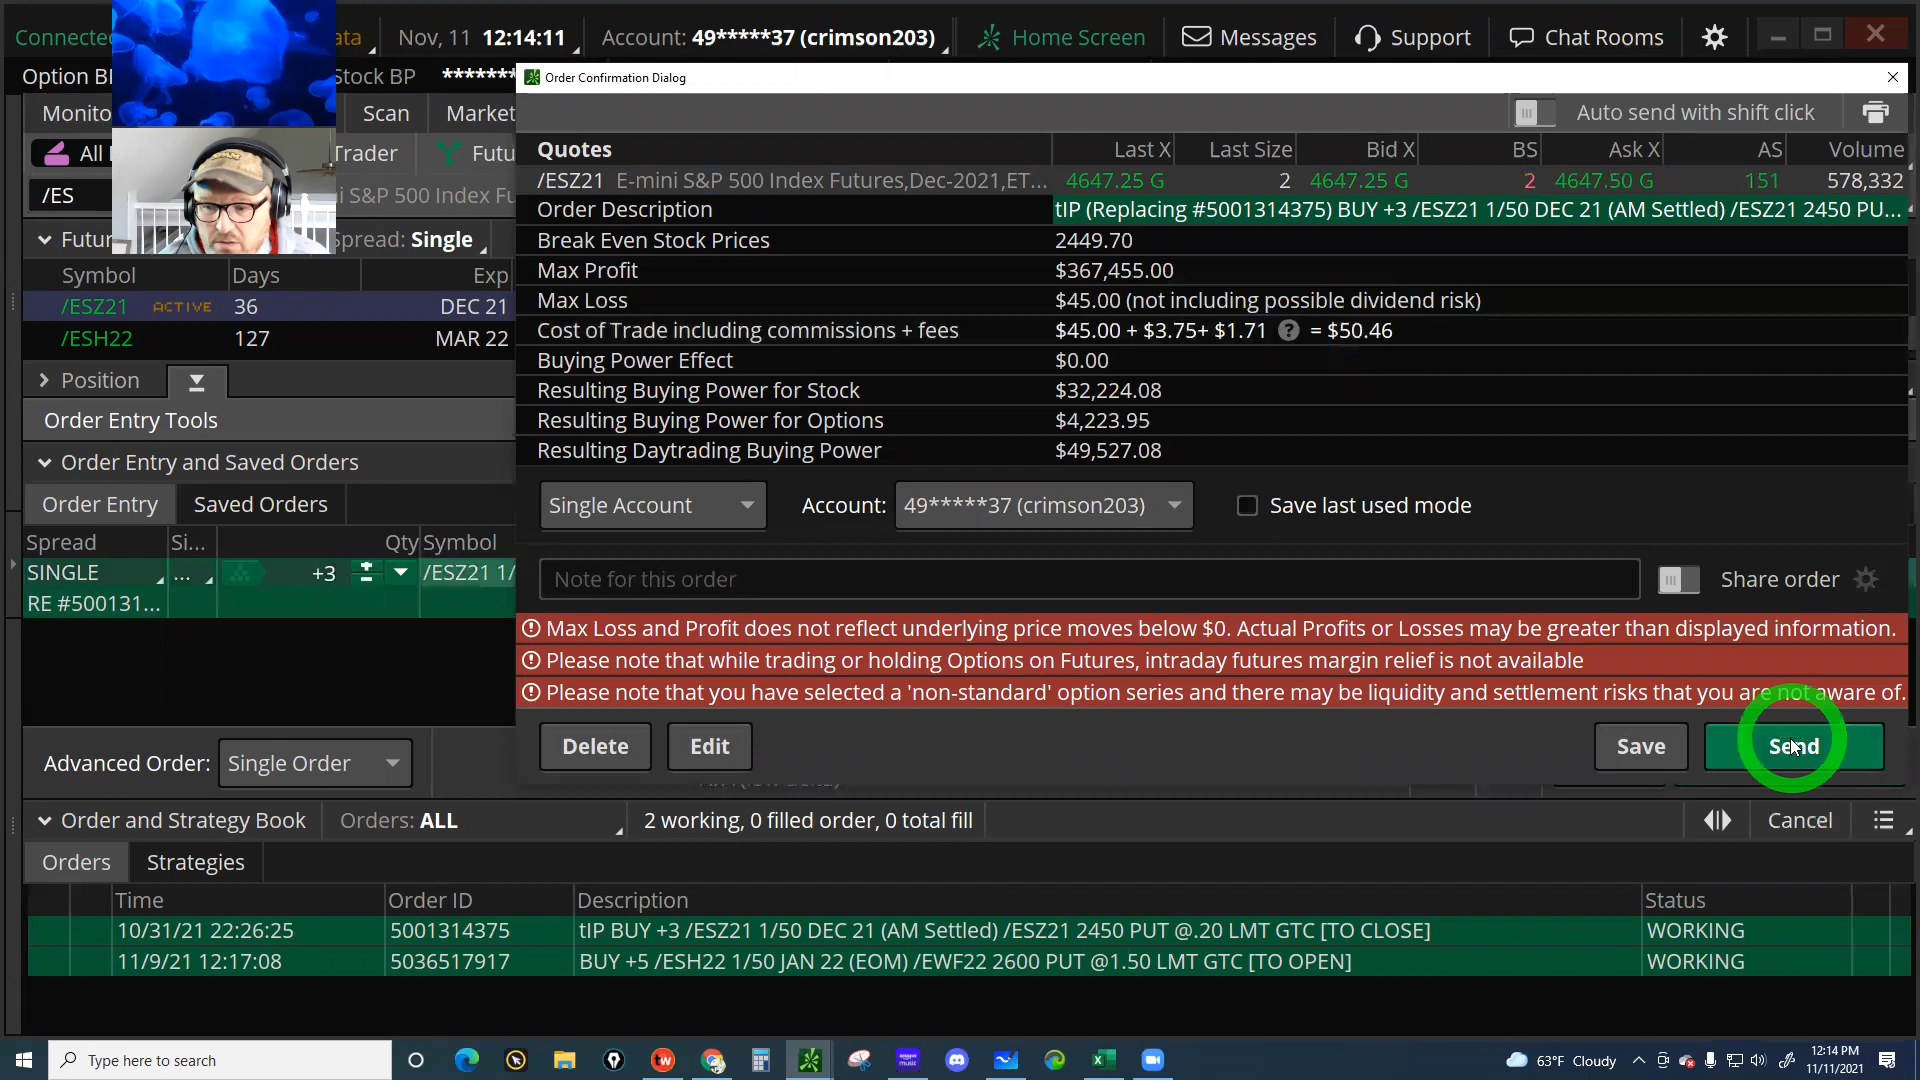 Connected
ata
Nov, 11 12:14:11
Account: 49*****37 (crimson203)
Home Screen
Messages
Support
Chat Rooms
Option B
Stock BP *******
Order Confirmation Dialog
Monito
Scan
Market
Auto send with shift click
All
Trader
Futu
Quotes Last X Last Size Bid X BS Ask X AS Volume
/ES
ni S&P 500 Index Fu
/ESZ21 E-mini S&P 500 Index Futures,Dec-2021,ET... 4647.25 G 2 4647.25 G 2 4647.50 G 151 578,332
Order Description tIP (Replacing #5001314375) BUY +3 /ESZ21 1/50 DEC 21 (AM Settled) /ESZ21 2450 PU...
Futur
Spread: Single
Break Even Stock Prices 2449.70
Symbol Days Exp
Max Profit $367,455.00
/ESZ21 ACTIVE 36 DEC 21
Max Loss $45.00 (not including possible dividend risk)
/ESH22 127 MAR 22
Cost of Trade including commissions + fees $45.00 + $3.75+ $1.71 ? = $50.46
Buying Power Effect $0.00
Position
Resulting Buying Power for Stock $32,224.08
Order Entry Tools
Resulting Buying Power for Options $4,223.95
Order Entry and Saved Orders
Resulting Daytrading Buying Power $49,527.08
Order Entry Saved Orders
Single Account
Account: 49*****37 (crimson203)
Save last used mode
Spread Si... Qty Symbol
SINGLE ... +3 /ESZ21 1/
RE #500131...
Note for this order
Share order
Max Loss and Profit does not reflect underlying price moves below $0. Actual Profits or Losses may be greater than displayed information.
Please note that while trading or holding Options on Futures, intraday futures margin relief is not available
Please note that you have selected a 'non-standard' option series and there may be liquidity and settlement risks that you are not aware of.
Delete Edit Save Send
Advanced Order: Single Order
Order and Strategy Book
Orders: ALL
2 working, 0 filled order, 0 total fill
Cancel
Orders Strategies
Time Order ID Description Status
10/31/21 22:26:25 5001314375 tIP BUY +3 /ESZ21 1/50 DEC 21 (AM Settled) /ESZ21 2450 PUT @.20 LMT GTC [TO CLOSE] WORKING
11/9/21 12:17:08 5036517917 BUY +5 /ESH22 1/50 JAN 22 (EOM) /EWF22 2600 PUT @1.50 LMT GTC [TO OPEN] WORKING
Type here to search
63°F Cloudy
12:14 PM
11/11/2021